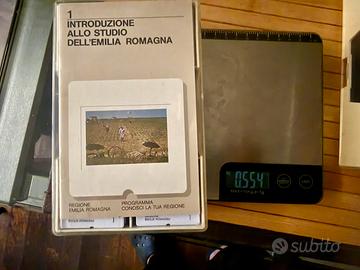 1
INTRODUZIONE
ALLO STUDIO
DELL'EMILIA ROMAGNA
REGIONE
EMILIA ROMAGNA
PROGRAMMA
CONOSCI LA TUA REGIONE
0554
subito